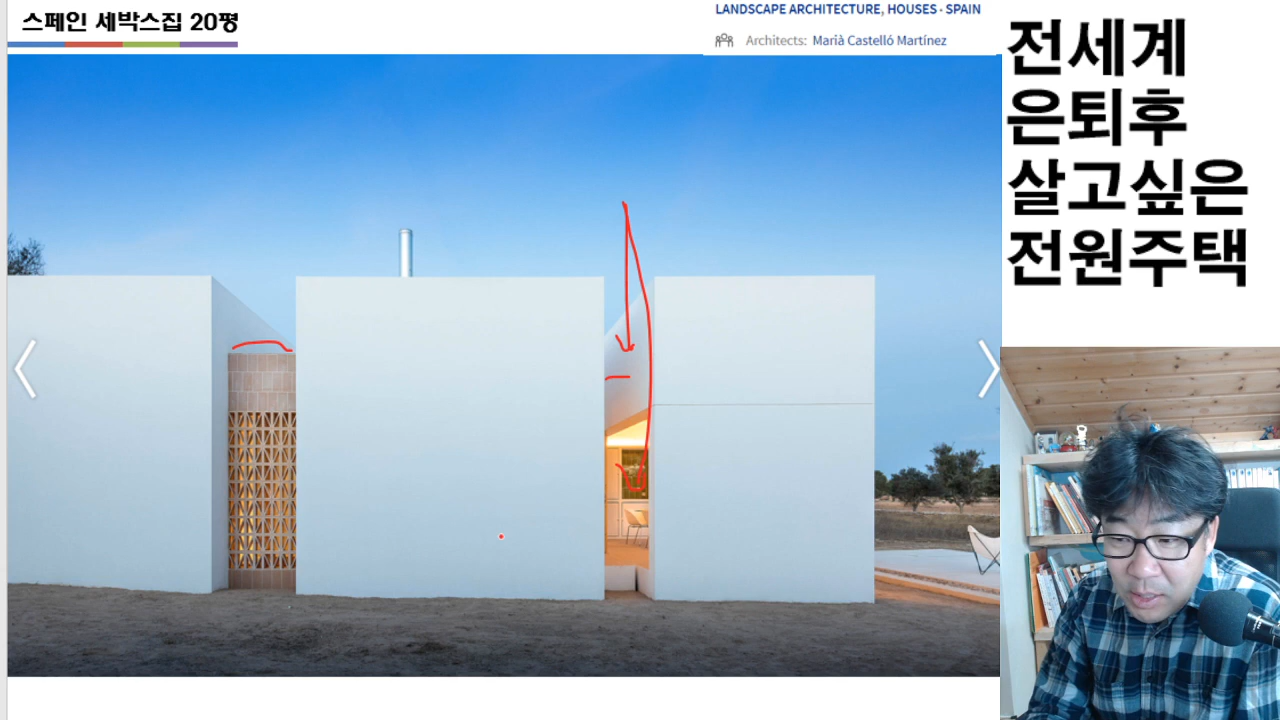 스페인 세박스집 20평
LANDSCAPE ARCHITECTURE, HOUSES · SPAIN
Architects: Marià Castelló Martínez
전세계
은퇴후
살고싶은
전원주택